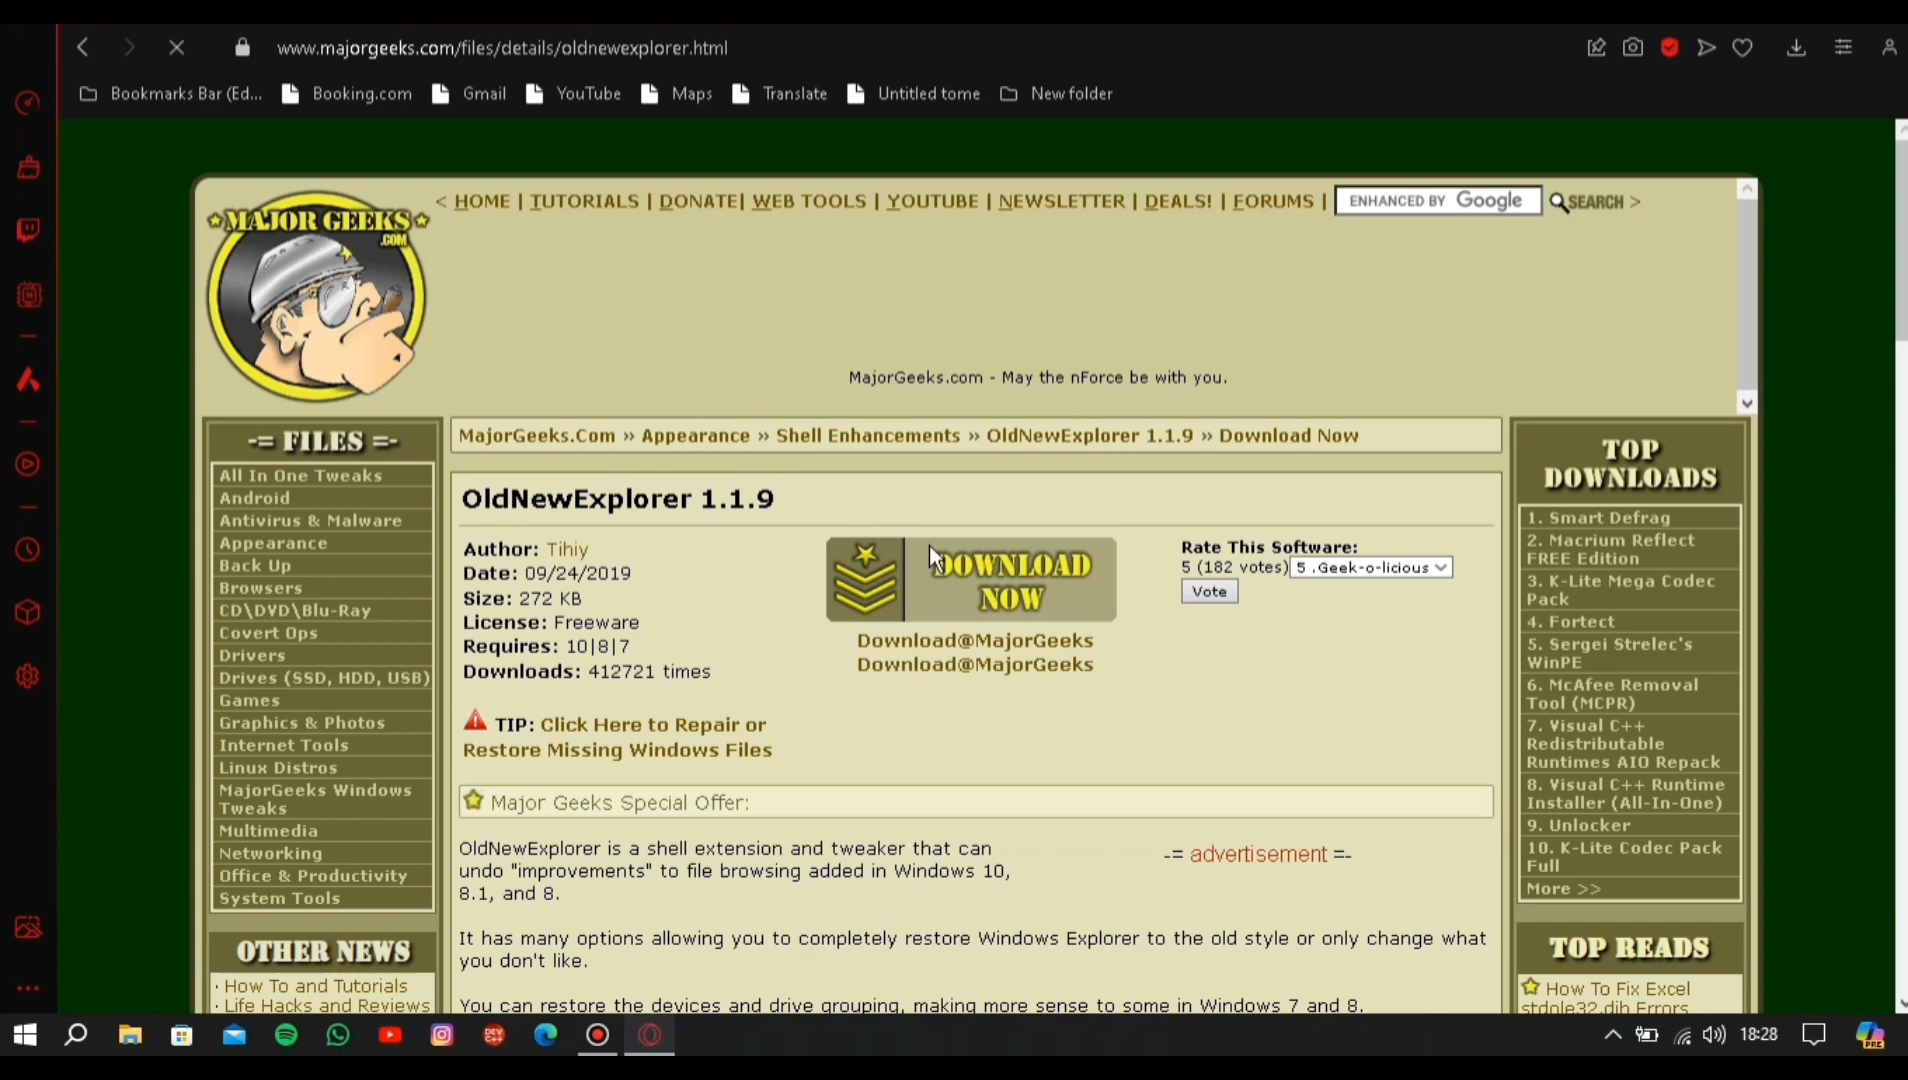 www.majorgeeks.com/files/details/oldnewexplorer.html
Bookmarks Bar (Ed... Booking.com Gmail YouTube Maps Translate Untitled tome New folder
MAJOR GEEKS
.COM
< HOME | TUTORIALS | DONATE| WEB TOOLS | YOUTUBE | NEWSLETTER | DEALS! | FORUMS | ENHANCED BY Google SEARCH >
MajorGeeks.com - May the nForce be with you.
-= FILES =-
All In One Tweaks
Android
Antivirus & Malware
Appearance
Back Up
Browsers
CD\DVD\Blu-Ray
Covert Ops
Drivers
Drives (SSD, HDD, USB)
Games
Graphics & Photos
Internet Tools
Linux Distros
MajorGeeks Windows
Tweaks
Multimedia
Networking
Office & Productivity
System Tools
OTHER NEWS
· How To and Tutorials
· Life Hacks and Reviews
MajorGeeks.Com » Appearance » Shell Enhancements » OldNewExplorer 1.1.9 » Download Now
OldNewExplorer 1.1.9
Author: Tihiy
Date: 09/24/2019
Size: 272 KB
License: Freeware
Requires: 10|8|7
Downloads: 412721 times
TIP: Click Here to Repair or
Restore Missing Windows Files
DOWNLOAD
NOW
Download@MajorGeeks
Download@MajorGeeks
Rate This Software:
5 (182 votes) 5 .Geek-o-licious
Vote
Major Geeks Special Offer:
OldNewExplorer is a shell extension and tweaker that can
undo "improvements" to file browsing added in Windows 10,
8.1, and 8.
-= advertisement =-
It has many options allowing you to completely restore Windows Explorer to the old style or only change what
you don't like.
You can restore the devices and drive grouping, making more sense to some in Windows 7 and 8.
TOP
DOWNLOADS
1. Smart Defrag
2. Macrium Reflect
FREE Edition
3. K-Lite Mega Codec
Pack
4. Fortect
5. Sergei Strelec's
WinPE
6. McAfee Removal
Tool (MCPR)
7. Visual C++
Redistributable
Runtimes AIO Repack
8. Visual C++ Runtime
Installer (All-In-One)
9. Unlocker
10. K-Lite Codec Pack
Full
More >>
TOP READS
How To Fix Excel
stdole32.dlb Errors
DEV
C++
18:28
PRE